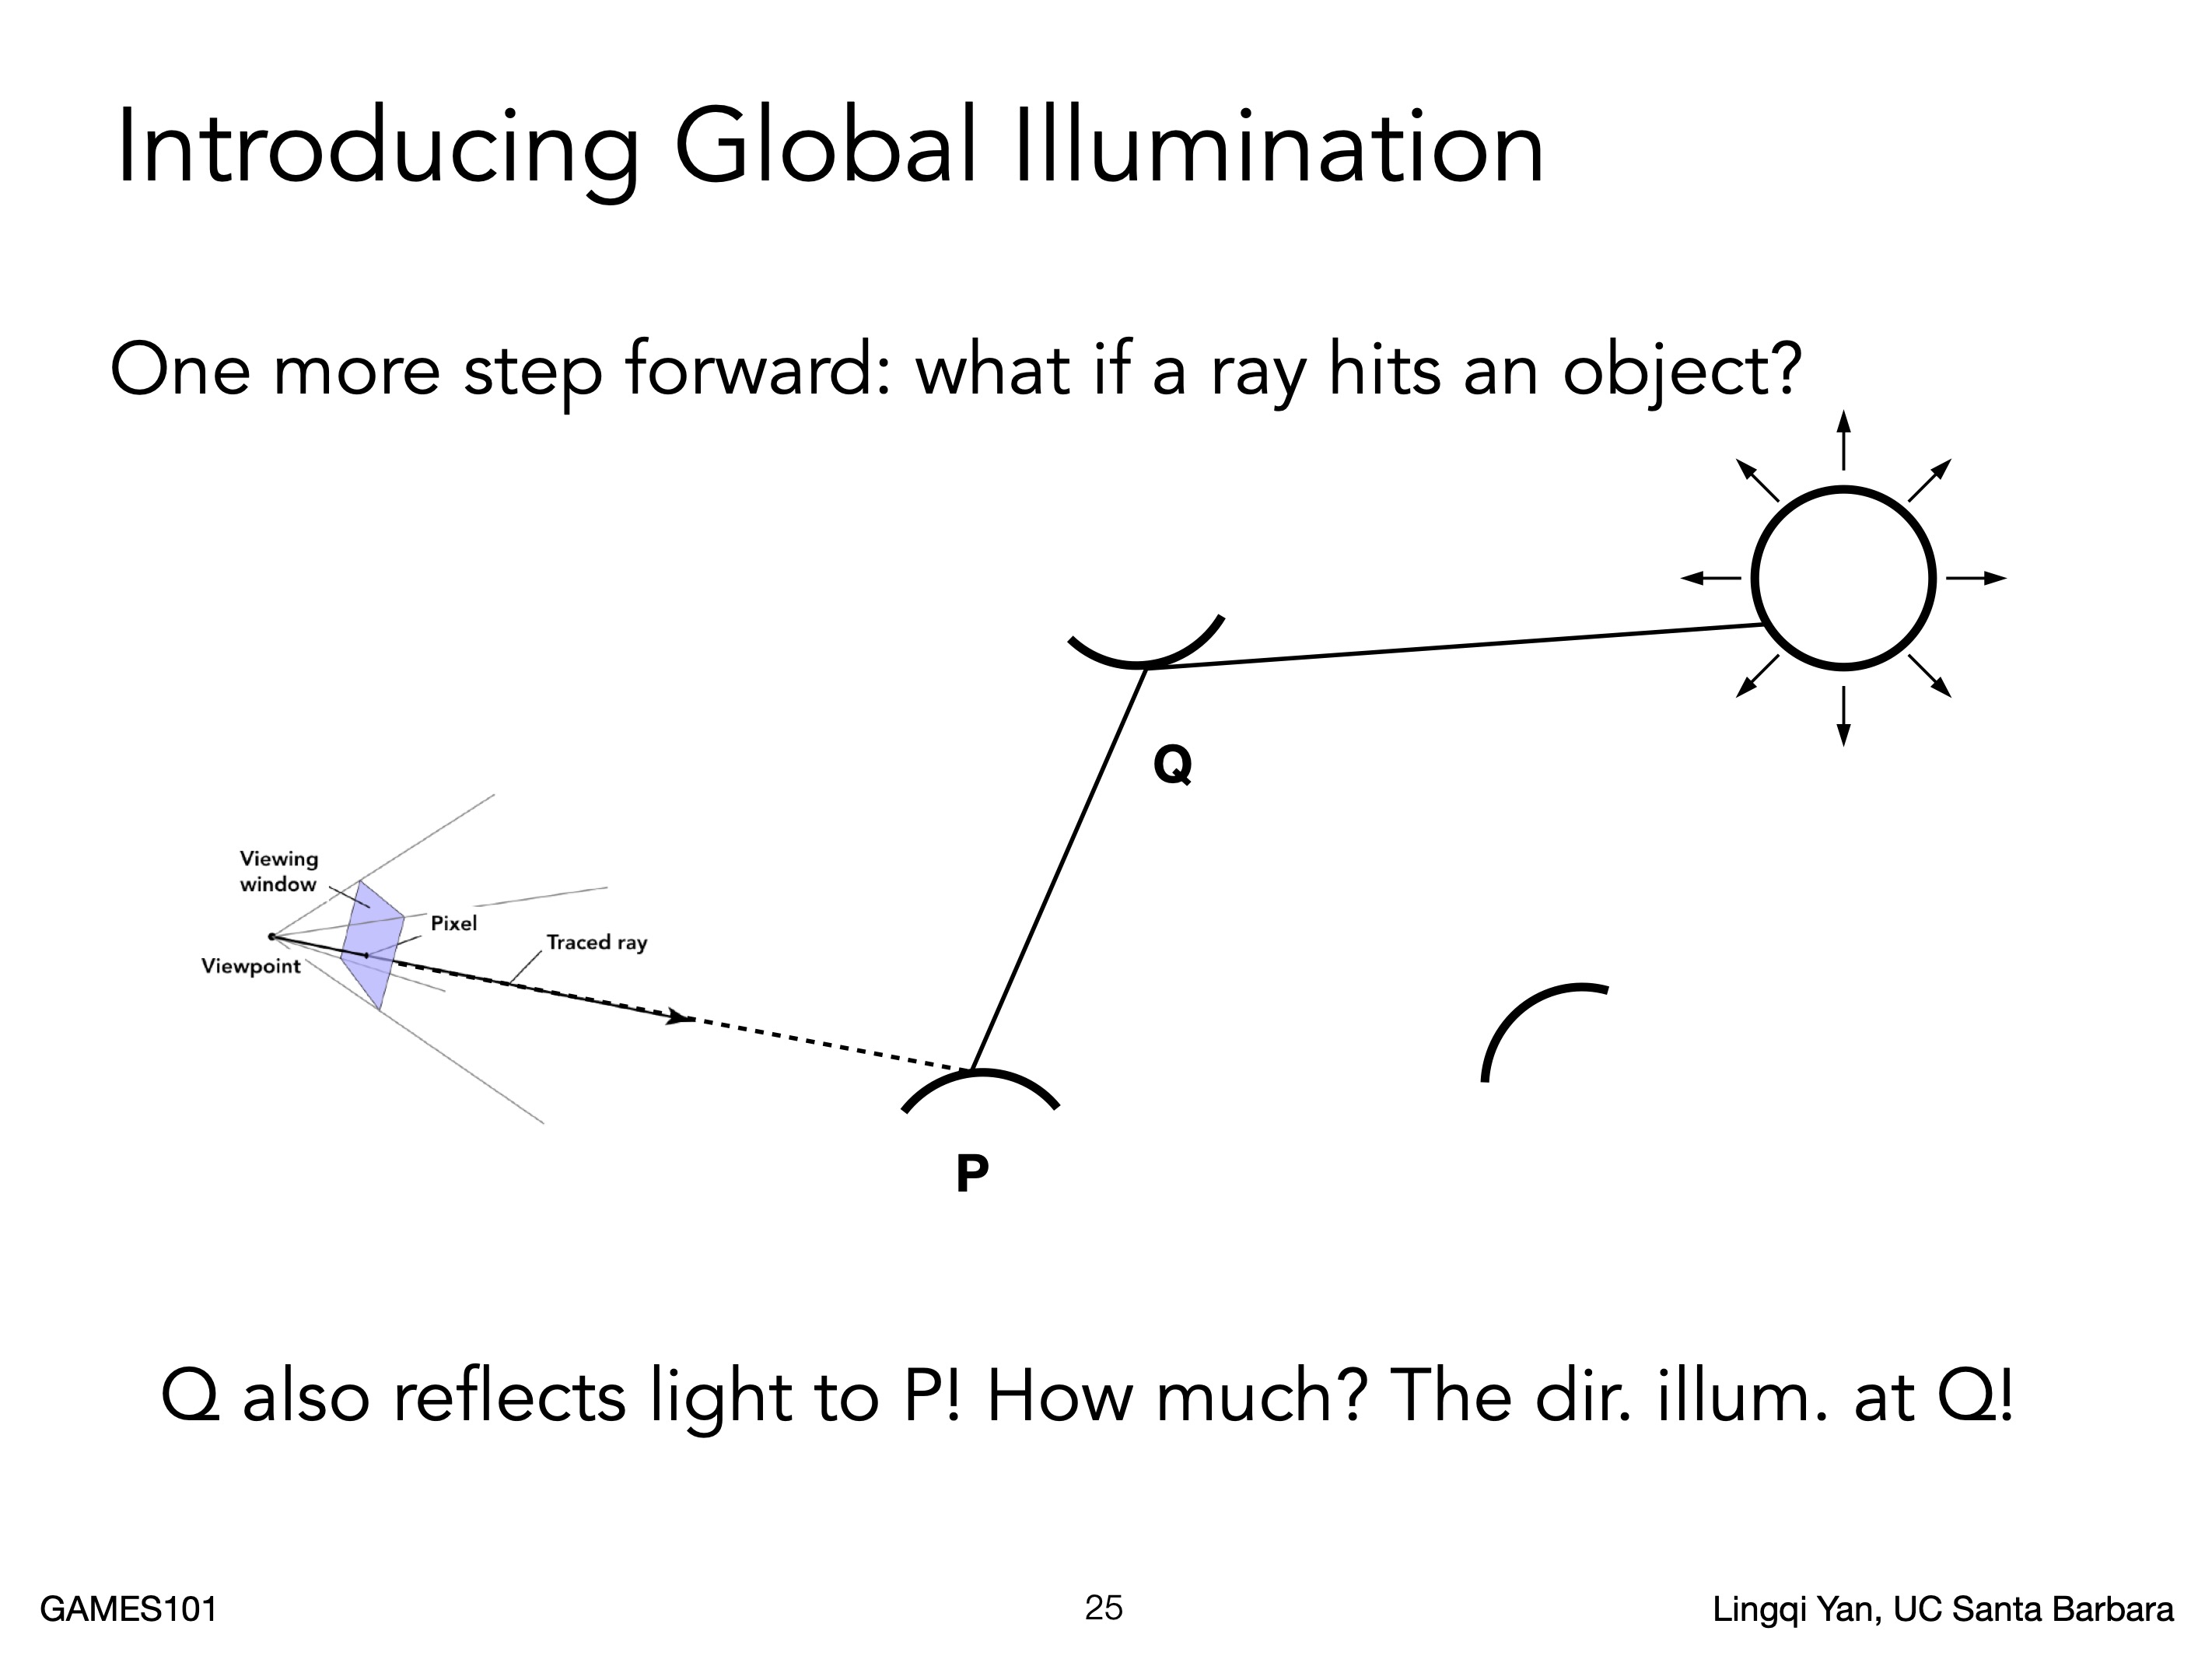 Introducing Global Illumination
One more step forward: what if a ray hits an object?
Q
Viewing
window
Pixel
Traced ray
Viewpoint
P
Q also reflects light to P! How much? The dir. illum. at Q!
GAMES101
25
Lingqi Yan, UC Santa Barbara